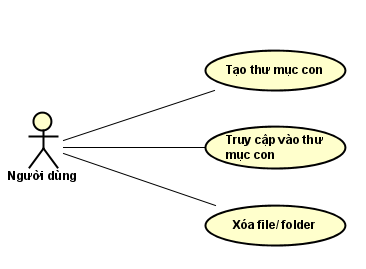 Tạo thư mục con
Truy cập vào thư
mục con
Người dùng
Xóa file/ folder